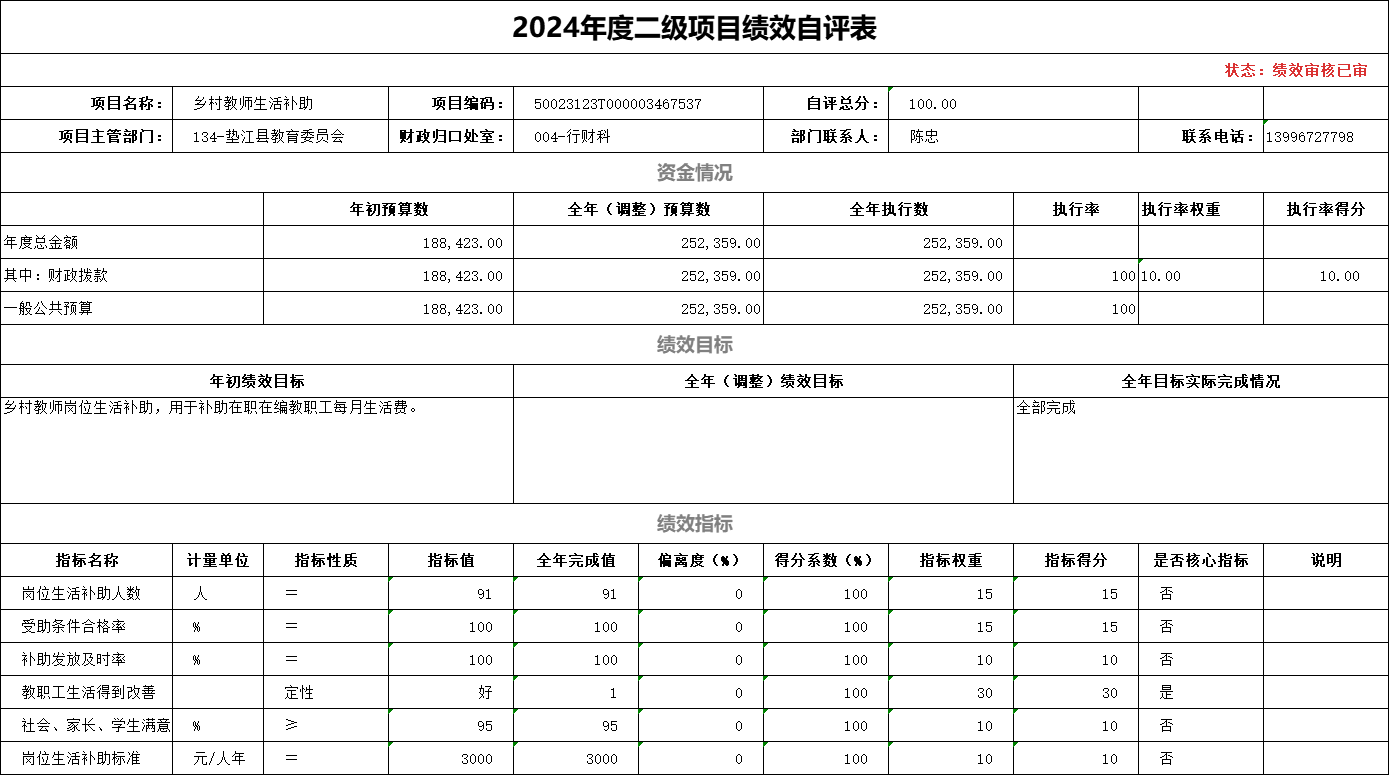 2024年度二级项目绩效自评表
状态：绩效审核已审
项目名称： 乡村教师生活补助 项目编码： 50023123T000003467537 自评总分： 100.00
项目主管部门： 134-垫江县教育委员会 财政归口处室： 004-行财科 部门联系人： 陈忠 联系电话： 13996727798
资金情况
年初预算数 全年（调整）预算数 全年执行数 执行率 执行率权重 执行率得分
年度总金额 188,423.00 252,359.00 252,359.00
其中：财政拨款 188,423.00 252,359.00 252,359.00 100 10.00 10.00
一般公共预算 188,423.00 252,359.00 252,359.00 100
绩效目标
年初绩效目标 全年（调整）绩效目标 全年目标实际完成情况
乡村教师岗位生活补助，用于补助在职在编教职工每月生活费。 全部完成
绩效指标
指标名称 计量单位 指标性质 指标值 全年完成值 偏离度（%） 得分系数（%） 指标权重 指标得分 是否核心指标 说明
岗位生活补助人数 人 ＝ 91 91 0 100 15 15 否
受助条件合格率 % ＝ 100 100 0 100 15 15 否
补助发放及时率 % ＝ 100 100 0 100 10 10 否
教职工生活得到改善 定性 好 1 0 100 30 30 是
社会、家长、学生满意 % ≥ 95 95 0 100 10 10 否
岗位生活补助标准 元/人年 ＝ 3000 3000 0 100 10 10 否